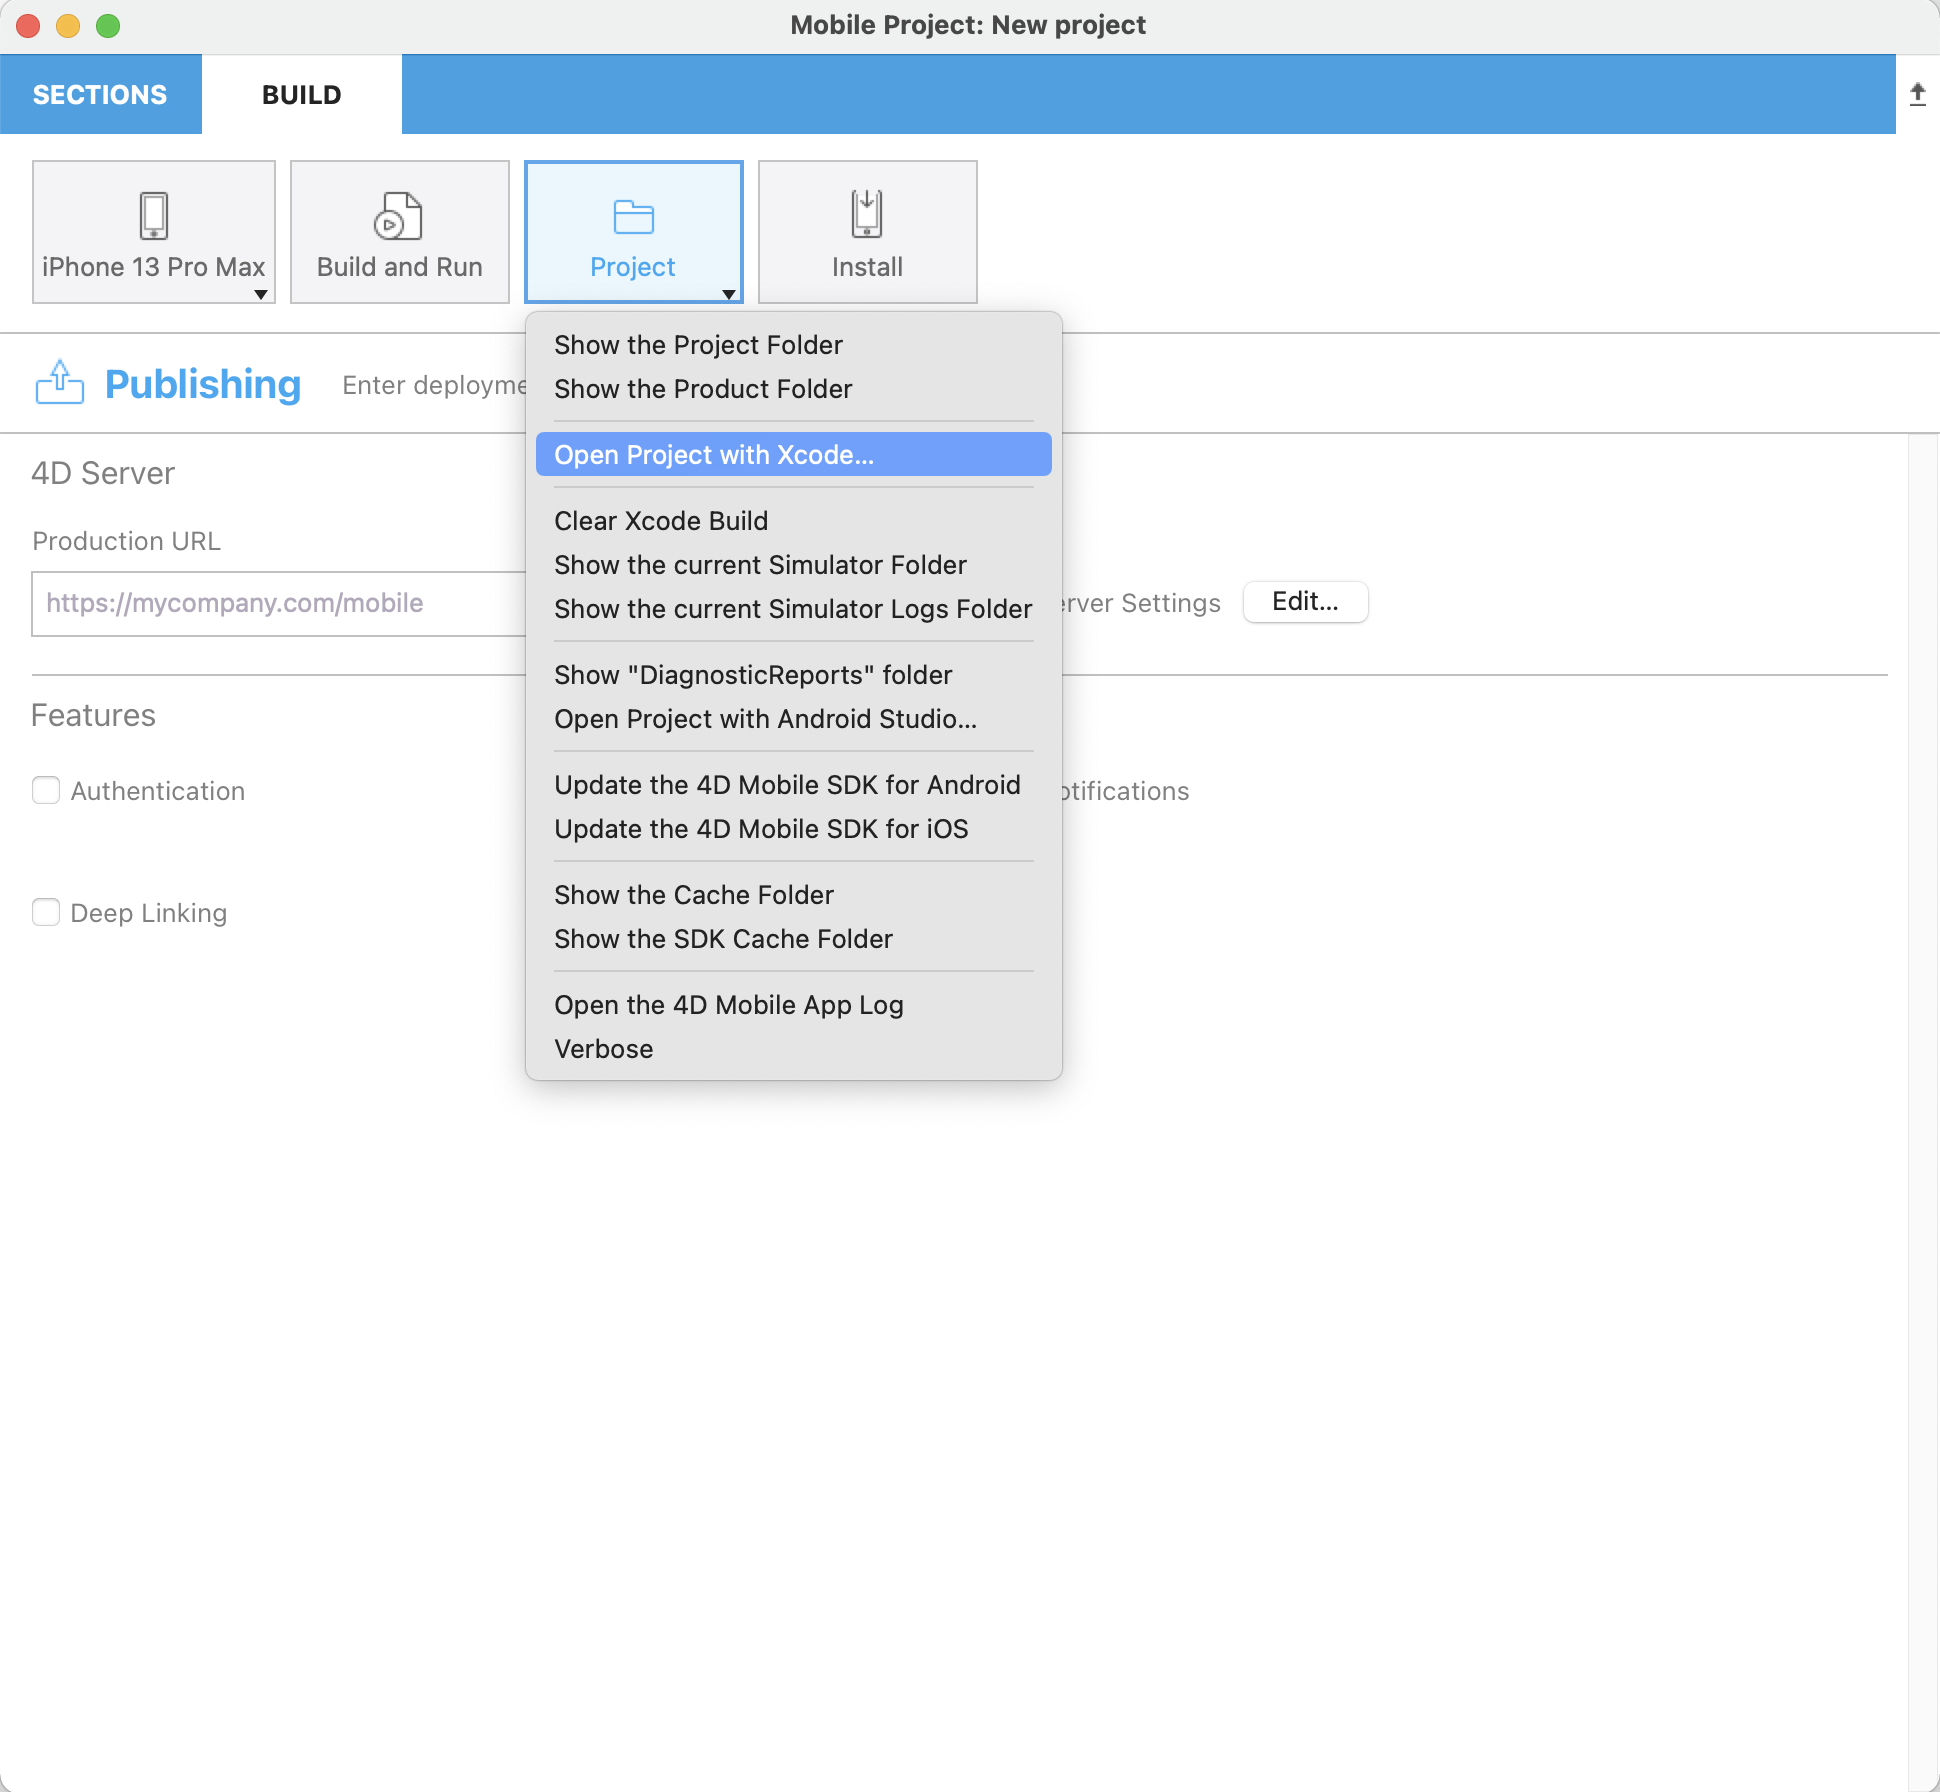 Mobile Project: New project
SECTIONS
BUILD
iPhone 13 Pro Max
Build and Run
Project
Install
Publishing
Enter
Show the Project Folder
Show the Product Folder
Open Project with Xcode...
Clear Xcode Build
Show the current Simulator Folder
Show the current Simulator Logs Folder
Show "DiagnosticReports" folder
Open Project with Android Studio...
Update the 4D Mobile SDK for Android
Update the 4D Mobile SDK for iOS
Show the Cache Folder
Show the SDK Cache Folder
Open the 4D Mobile App Log
Verbose
4D Server
Production URL
https://mycompany.com/mobile
Settings
Edit...
Features
Authentication
Deep Linking